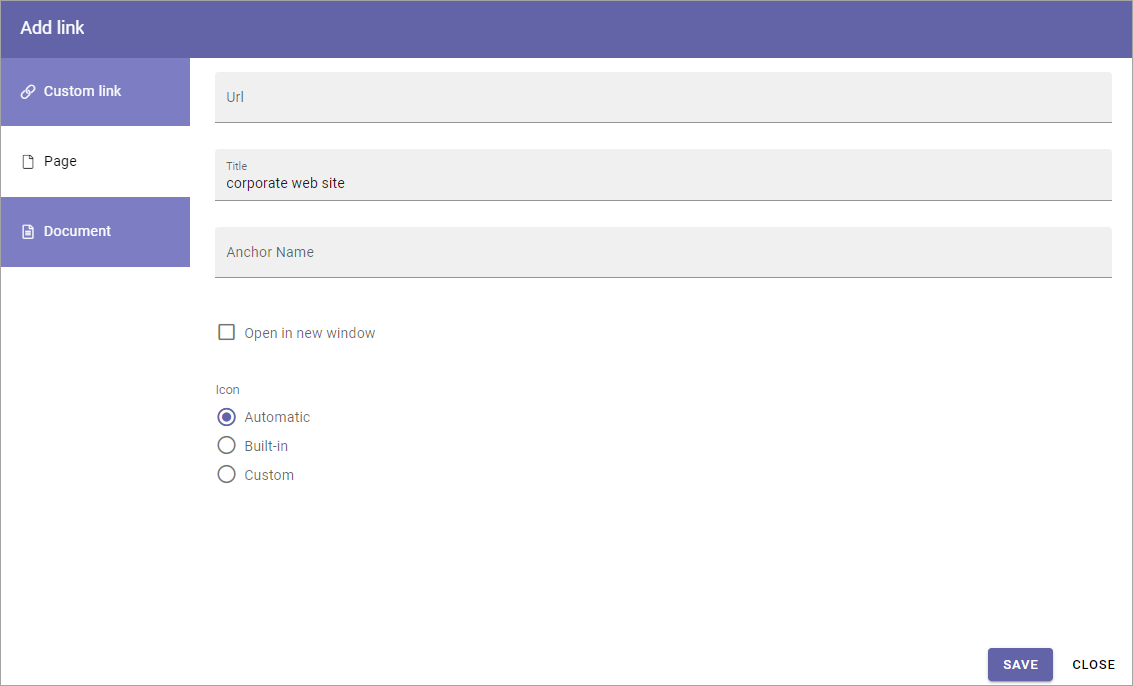 Add link
Custom link
Page
Document
Url
Title
corporate web site
Anchor Name
Open in new window
Icon
Automatic
Built-in
Custom
SAVE CLOSE